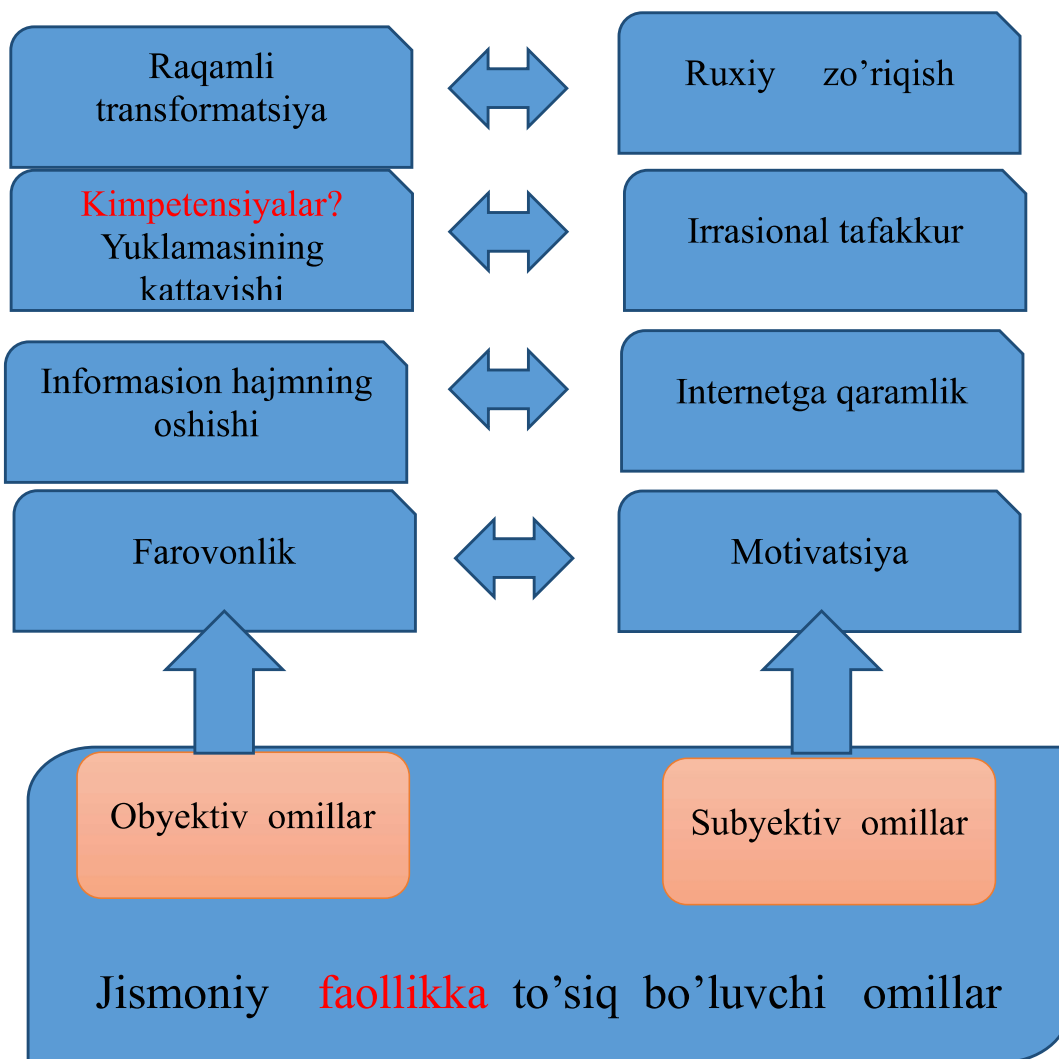 Raqamli
transformatsiya
Ruxiy zo’riqish
Kimpetensiyalar?
Yuklamasining
kattayishi
Irrasional tafakkur
Informasion hajmning
oshishi
Internetga qaramlik
Farovonlik
Motivatsiya
Obyektiv omillar
Subyektiv omillar
Jismoniy faollikka to’siq bo’luvchi omillar